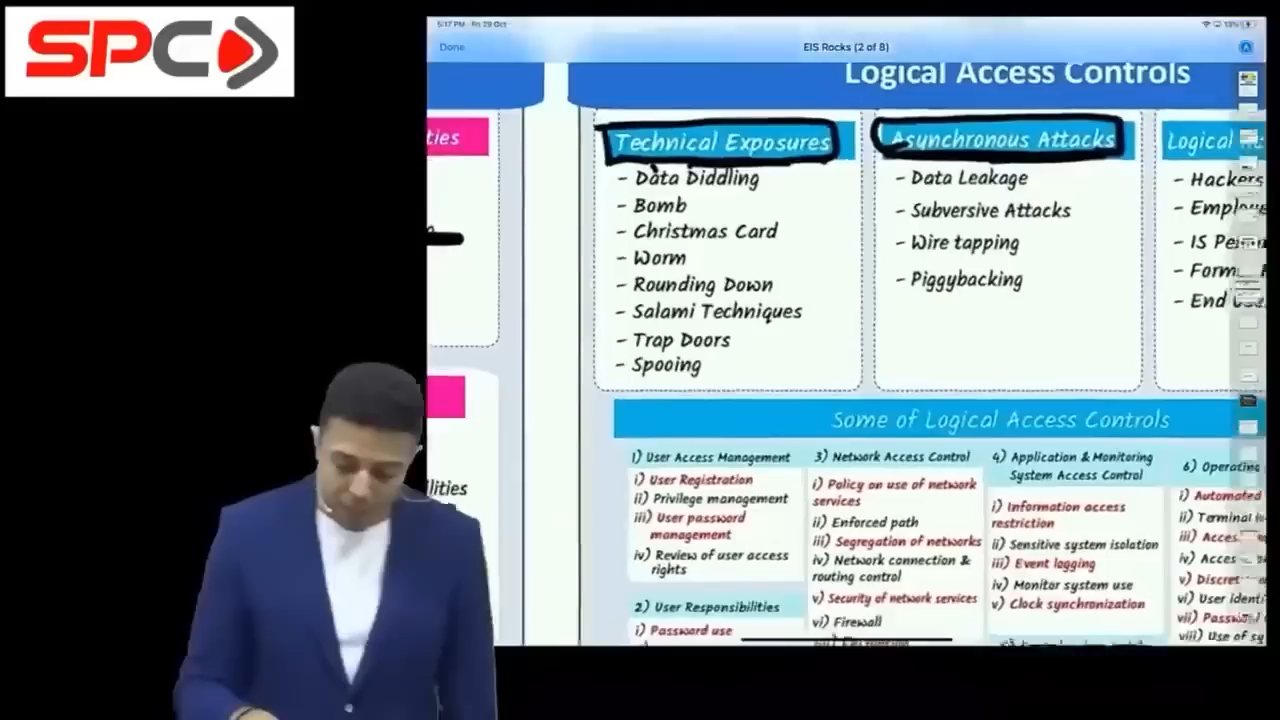 SPC
5:17 PM Fri 29 Oct
13%
Done
EIS Rocks (2 of 8)
Logical Access Controls
ties
Technical Exposures
- Data Diddling
- Bomb
- Christmas Card
- Worm
- Rounding Down
- Salami Techniques
- Trap Doors
- Spooing
Asynchronous Attacks
- Data Leakage
- Subversive Attacks
- Wire tapping
- Piggybacking
Logical
- Hackers
- IS
- End
ilities
Some of Logical Access Controls
1) User Access Management
i) User Registration
ii) Privilege management
iii) User password
management
iv) Review of user access
rights
2) User Responsibilities
i) Password use
3) Network Access Control
i) Policy on use of network
services
ii) Enforced path
iii) Segregation of networks
iv) Network connection &
routing control
v) Security of network services
vi) Firewall
4) Application & Monitoring
System Access Control
i) Information access
restriction
ii) Sensitive system isolation
iii) Event logging
iv) Monitor system use
v) Clock synchronization
6) Operating
i) Automated
ii) Terminal
iii) Acces
iv) Acces
v) Discret
vi) User identi
vii) Passwo
viii) Use of sy